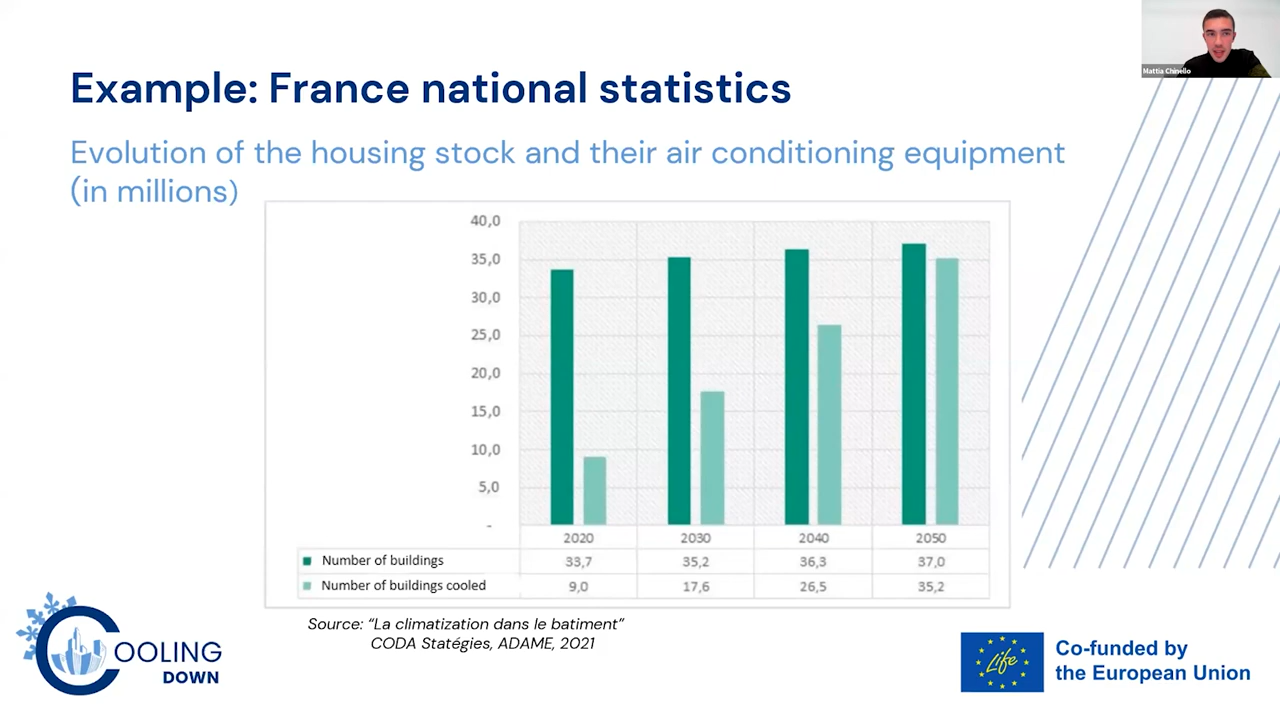 Mattia Chinello
Example: France national statistics
Evolution of the housing stock and their air conditioning equipment
(in millions)
40,0
35,0
30,0
25,0
20,0
15,0
10,0
5,0
-
2020 2030 2040 2050
Number of buildings 33,7 35,2 36,3 37,0
Number of buildings cooled 9,0 17,6 26,5 35,2
Source: “La climatization dans le batiment”
CODA Statégies, ADAME, 2021
COOLING
DOWN
Life
Co-funded by
the European Union